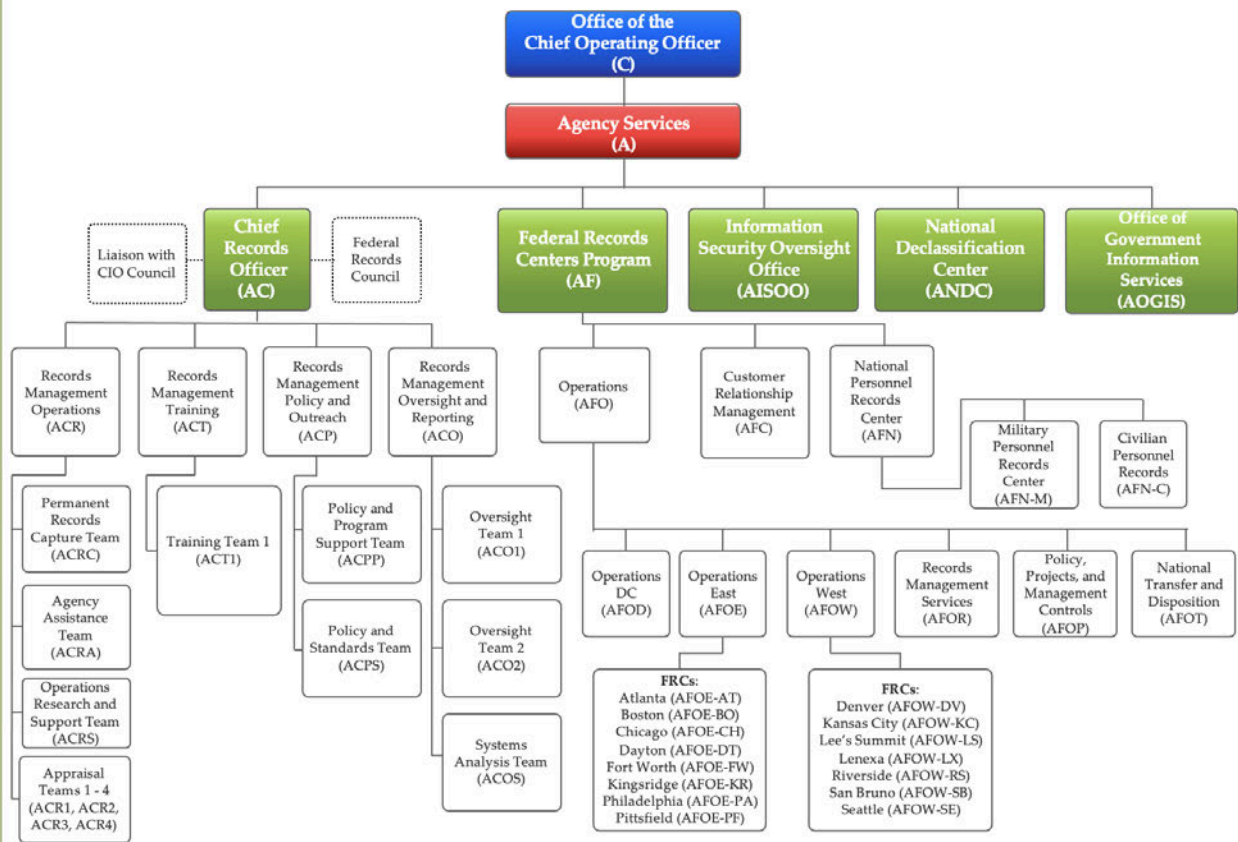 Office of the
Chief Operating Officer
(C)
Agency Services
(A)
Liaison with
CIO Council
Chief
Records
Officer
(AC)
Federal
Records
Council
Federal Records
Centers Program
(AF)
Information
Security Oversight
Office
(AISOO)
National
Declassification
Center
(ANDC)
Office of
Government
Information
Services
(AOGIS)
Records
Management
Operations
(ACR)
Records
Management
Training
(ACT)
Records
Management
Policy and
Outreach
(ACP)
Records
Management
Oversight and
Reporting
(ACO)
Operations
(AFO)
Customer
Relationship
Management
(AFC)
National
Personnel
Records
Center
(AFN)
Military
Personnel
Records
Center
(AFN-M)
Civilian
Personnel
Records
(AFN-C)
Permanent
Records
Capture Team
(ACRC)
Agency
Assistance
Team
(ACRA)
Operations
Research and
Support Team
(ACRS)
Appraisal
Teams 1 - 4
(ACR1, ACR2,
ACR3, ACR4)
Training Team 1
(ACT1)
Policy and
Program
Support Team
(ACPP)
Policy and
Standards Team
(ACPS)
Oversight
Team 1
(ACO1)
Oversight
Team 2
(ACO2)
Systems
Analysis Team
(ACOS)
Operations
DC
(AFOD)
Operations
East
(AFOE)
Operations
West
(AFOW)
Records
Management
Services
(AFOR)
Policy,
Projects, and
Management
Controls
(AFOP)
National
Transfer and
Disposition
(AFOT)
FRCs:
Atlanta (AFOE-AT)
Boston (AFOE-BO)
Chicago (AFOE-CH)
Dayton (AFOE-DT)
Fort Worth (AFOE-FW)
Kingsridge (AFOE-KR)
Philadelphia (AFOE-PA)
Pittsfield (AFOE-PF)
FRCs:
Denver (AFOW-DV)
Kansas City (AFOW-KC)
Lee's Summit (AFOW-LS)
Lenexa (AFOW-LX)
Riverside (AFOW-RS)
San Bruno (AFOW-SB)
Seattle (AFOW-SE)